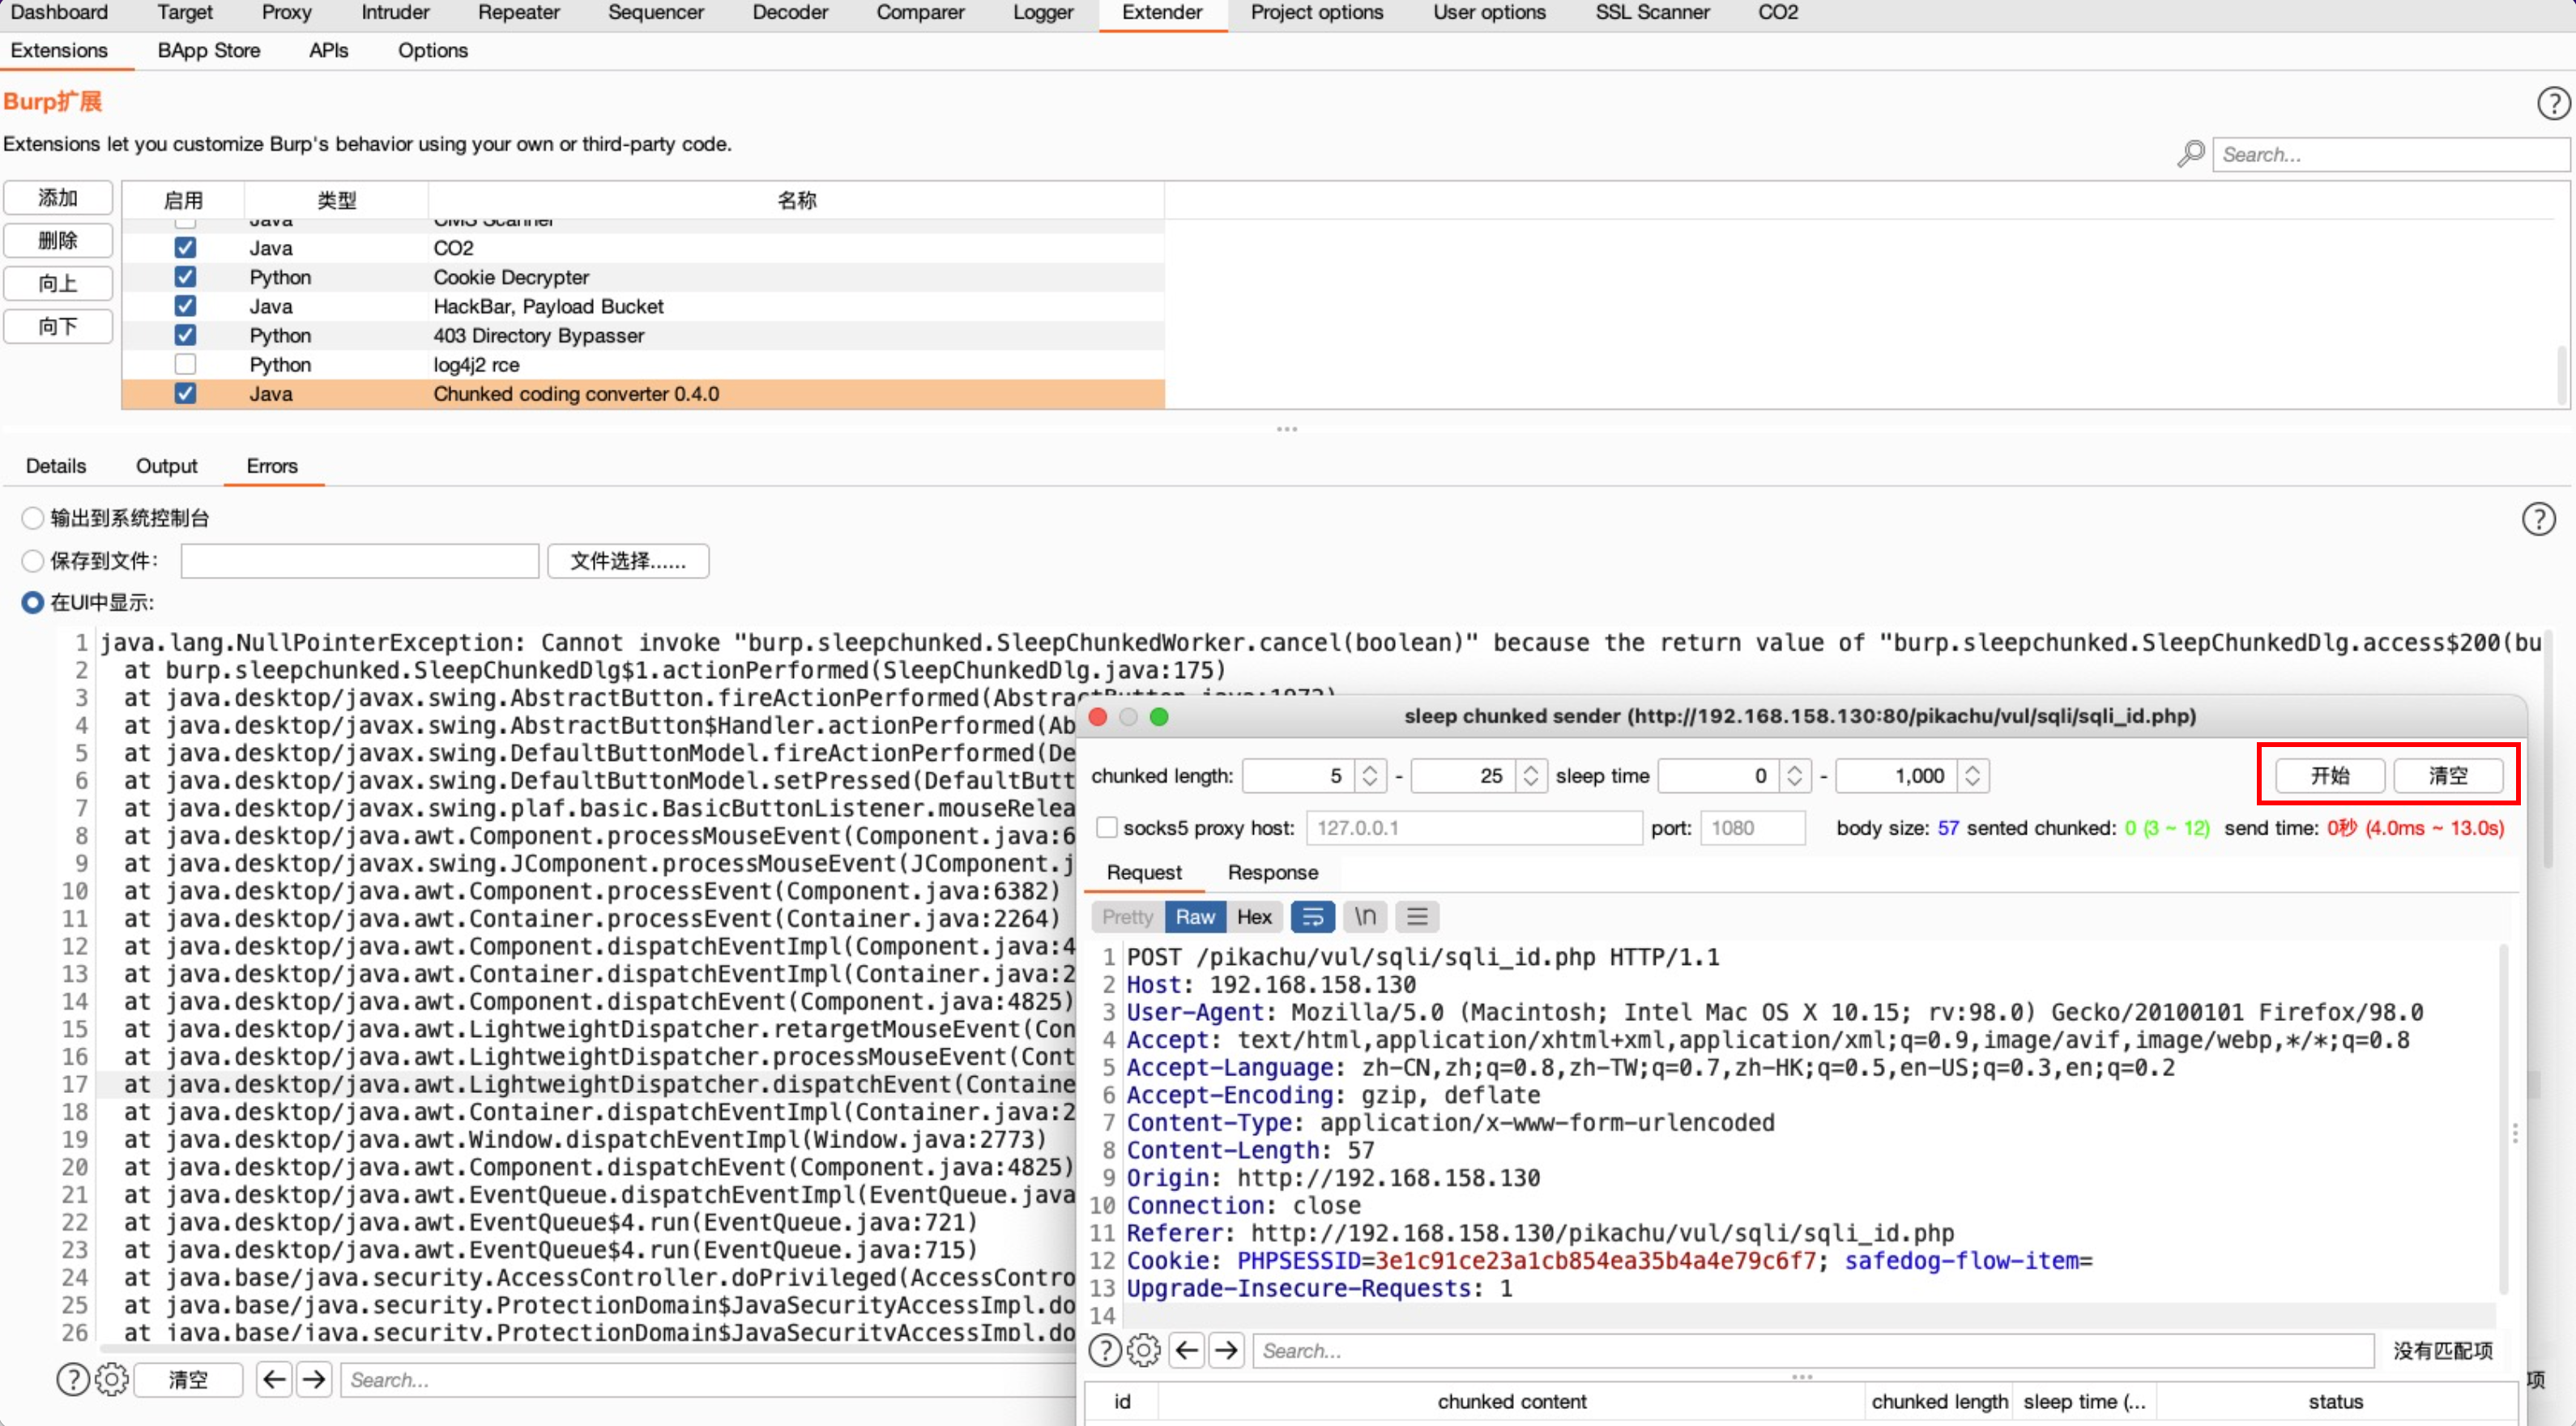 Dashboard Target Proxy Intruder Repeater Sequencer Decoder Comparer Logger Extender Project options User options SSL Scanner CO2
Extensions BApp Store APIs Options
Burp扩展
Extensions let you customize Burp's behavior using your own or third-party code.
Search...
添加 启用 类型 名称
Java CMS Scanner
删除
Java CO2
Python Cookie Decrypter
向上
Java HackBar, Payload Bucket
向下
Python 403 Directory Bypasser
Python log4j2 rce
Java Chunked coding converter 0.4.0
Details Output Errors
输出到系统控制台
保存到文件: 文件选择......
在UI中显示:
1 java.lang.NullPointerException: Cannot invoke "burp.sleepchunked.SleepChunkedWorker.cancel(boolean)" because the return value of "burp.sleepchunked.SleepChunkedDlg.access$200(bu
2 at burp.sleepchunked.SleepChunkedDlg$1.actionPerformed(SleepChunkedDlg.java:175)
3 at java.desktop/javax.swing.AbstractButton.fireActionPerformed(AbstractButton.java:1972)
4 at java.desktop/javax.swing.AbstractButton$Handler.actionPerformed(Ab
5 at java.desktop/javax.swing.DefaultButtonModel.fireActionPerformed(De
6 at java.desktop/javax.swing.DefaultButtonModel.setPressed(DefaultButt
7 at java.desktop/javax.swing.plaf.basic.BasicButtonListener.mouseRelea
8 at java.desktop/java.awt.Component.processMouseEvent(Component.java:6
9 at java.desktop/javax.swing.JComponent.processMouseEvent(JComponent.j
10 at java.desktop/java.awt.Component.processEvent(Component.java:6382)
11 at java.desktop/java.awt.Container.processEvent(Container.java:2264)
12 at java.desktop/java.awt.Component.dispatchEventImpl(Component.java:4
13 at java.desktop/java.awt.Container.dispatchEventImpl(Container.java:2
14 at java.desktop/java.awt.Component.dispatchEvent(Component.java:4825)
15 at java.desktop/java.awt.LightweightDispatcher.retargetMouseEvent(Con
16 at java.desktop/java.awt.LightweightDispatcher.processMouseEvent(Cont
17 at java.desktop/java.awt.LightweightDispatcher.dispatchEvent(Containe
18 at java.desktop/java.awt.Container.dispatchEventImpl(Container.java:2
19 at java.desktop/java.awt.Window.dispatchEventImpl(Window.java:2773)
20 at java.desktop/java.awt.Component.dispatchEvent(Component.java:4825)
21 at java.desktop/java.awt.EventQueue.dispatchEventImpl(EventQueue.java
22 at java.desktop/java.awt.EventQueue$4.run(EventQueue.java:721)
23 at java.desktop/java.awt.EventQueue$4.run(EventQueue.java:715)
24 at java.base/java.security.AccessController.doPrivileged(AccessContro
25 at java.base/java.security.ProtectionDomain$JavaSecurityAccessImpl.do
26 at java.base/java.security.ProtectionDomain$JavaSecurityAccessImpl.do
清空 Search... 项
sleep chunked sender (http://192.168.158.130:80/pikachu/vul/sqli/sqli_id.php)
chunked length: 5 - 25 sleep time 0 - 1,000 开始 清空
socks5 proxy host: 127.0.0.1 port: 1080 body size: 57 sented chunked: 0 (3 ~ 12) send time: 0秒 (4.0ms ~ 13.0s)
Request Response
Pretty Raw Hex \n
1 POST /pikachu/vul/sqli/sqli_id.php HTTP/1.1
2 Host: 192.168.158.130
3 User-Agent: Mozilla/5.0 (Macintosh; Intel Mac OS X 10.15; rv:98.0) Gecko/20100101 Firefox/98.0
4 Accept: text/html,application/xhtml+xml,application/xml;q=0.9,image/avif,image/webp,*/*;q=0.8
5 Accept-Language: zh-CN,zh;q=0.8,zh-TW;q=0.7,zh-HK;q=0.5,en-US;q=0.3,en;q=0.2
6 Accept-Encoding: gzip, deflate
7 Content-Type: application/x-www-form-urlencoded
8 Content-Length: 57
9 Origin: http://192.168.158.130
10 Connection: close
11 Referer: http://192.168.158.130/pikachu/vul/sqli/sqli_id.php
12 Cookie: PHPSESSID=3e1c91ce23a1cb854ea35b4a4e79c6f7; safedog-flow-item=
13 Upgrade-Insecure-Requests: 1
14
Search... 没有匹配项
id chunked content chunked length sleep time (... status